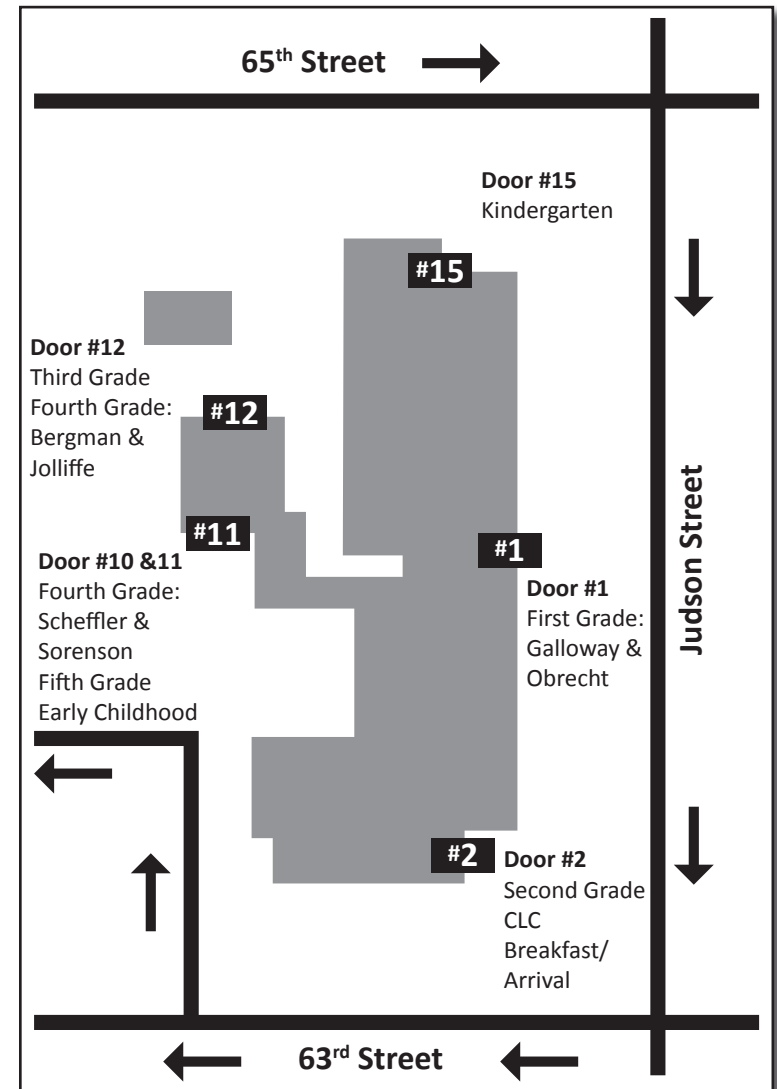 65th Street
Door #15
Kindergarten
#15
Door #12
Third Grade
Fourth Grade:
Bergman &
Jolliffe
#12
#11
#1
Door #10 &11
Fourth Grade:
Scheffler &
Sorenson
Fifth Grade
Early Childhood
Door #1
First Grade:
Galloway &
Obrecht
Judson Street
#2
Door #2
Second Grade
CLC
Breakfast/
Arrival
63rd Street